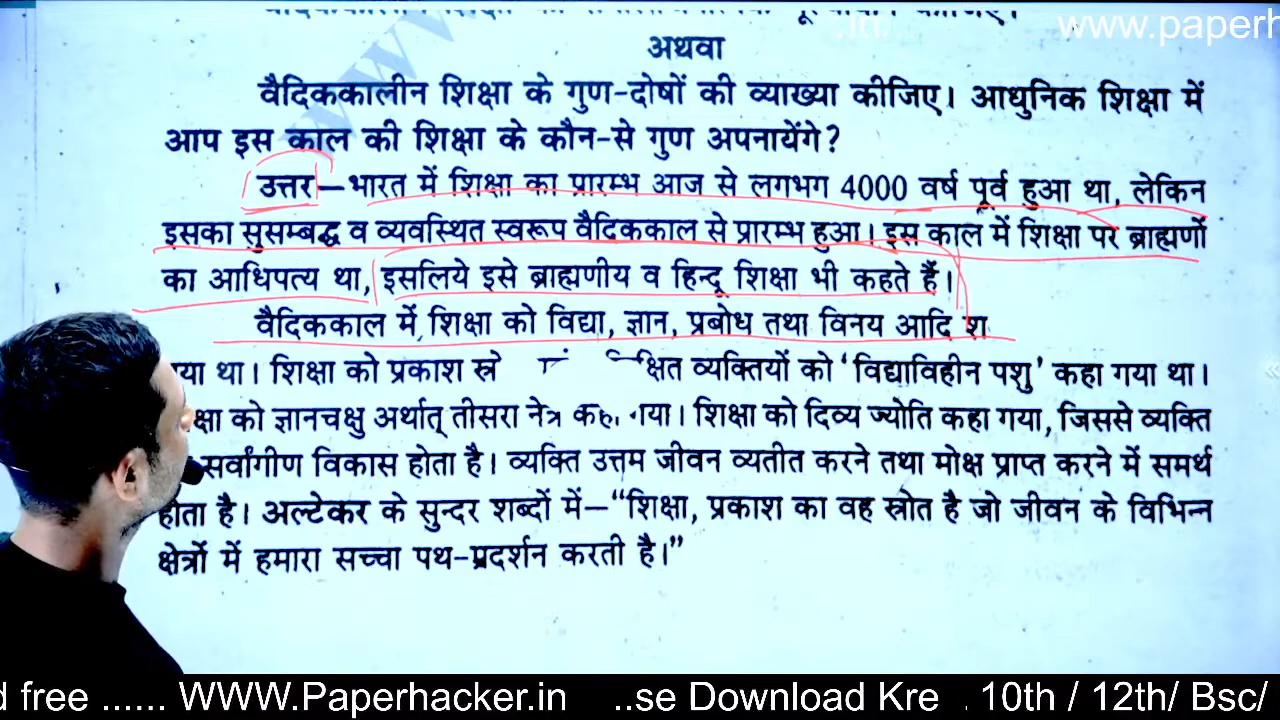 www.paperh
.in.
अथवा
वैदिककालीन शिक्षा के गुण-दोषों की व्याख्या कीजिए। आधुनिक शिक्षा में
आप इस काल की शिक्षा के कौन-से गुण अपनायेंगे?
उत्तर—भारत में शिक्षा का प्रारम्भ आज से लगभग 4000 वर्ष पूर्व हुआ था, लेकिन
इसका सुसम्बद्ध व व्यवस्थित स्वरूप वैदिककाल से प्रारम्भ हुआ। इस काल में शिक्षा पर ब्राह्मणों
का आधिपत्य था, इसलिये इसे ब्राह्मणीय व हिन्दू शिक्षा भी कहते हैं।
वैदिककाल में शिक्षा को विद्या, ज्ञान, प्रबोध तथा विनय आदि श
था। शिक्षा को प्रकाश व्यक्तियों को ‘विद्याविहीन पशु’ कहा गया था।
को ज्ञानचक्षु अर्थात् तीसरा नेत्र कहा गया। शिक्षा को दिव्य ज्योति कहा गया, जिससे व्यक्ति
सर्वांगीण विकास होता है। व्यक्ति उत्तम जीवन व्यतीत करने तथा मोक्ष प्राप्त करने में समर्थ
होता है। अल्टेकर के सुन्दर शब्दों में—“शिक्षा, प्रकाश का वह स्रोत है जो जीवन के विभिन्न
क्षेत्रों में हमारा सच्चा पथ-प्रदर्शन करती है।”
d free ...... WWW.Paperhacker.in ..se Download Kre . 10th / 12th/ Bsc/